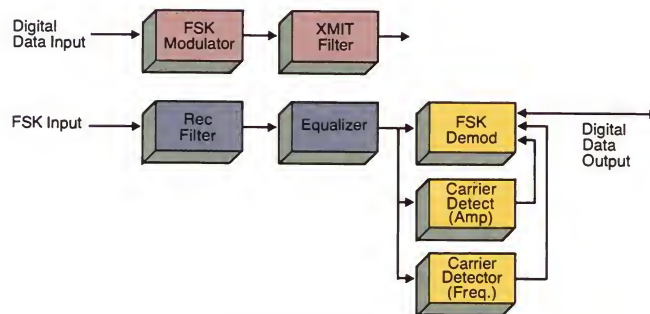 Digital
Data Input
FSK
Modulator
XMIT
Filter
FSK Input
Rec
Filter
Equalizer
FSK
Demod
Digital
Data
Output
Carrier
Detect
(Amp)
Carrier
Detector
(Freq.)